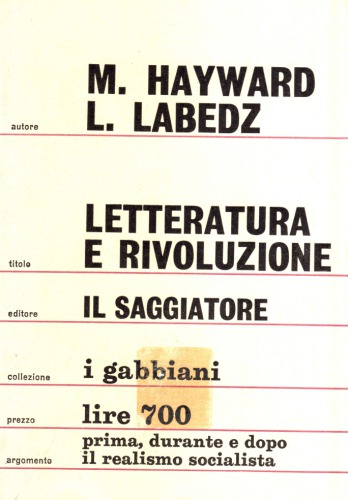 autore M. HAYWARD
L. LABEDZ
titolo LETTERATURA
E RIVOLUZIONE
editore IL SAGGIATORE
collezione i gabbiani
prezzo lire 700
argomento prima, durante e dopo
il realismo socialista